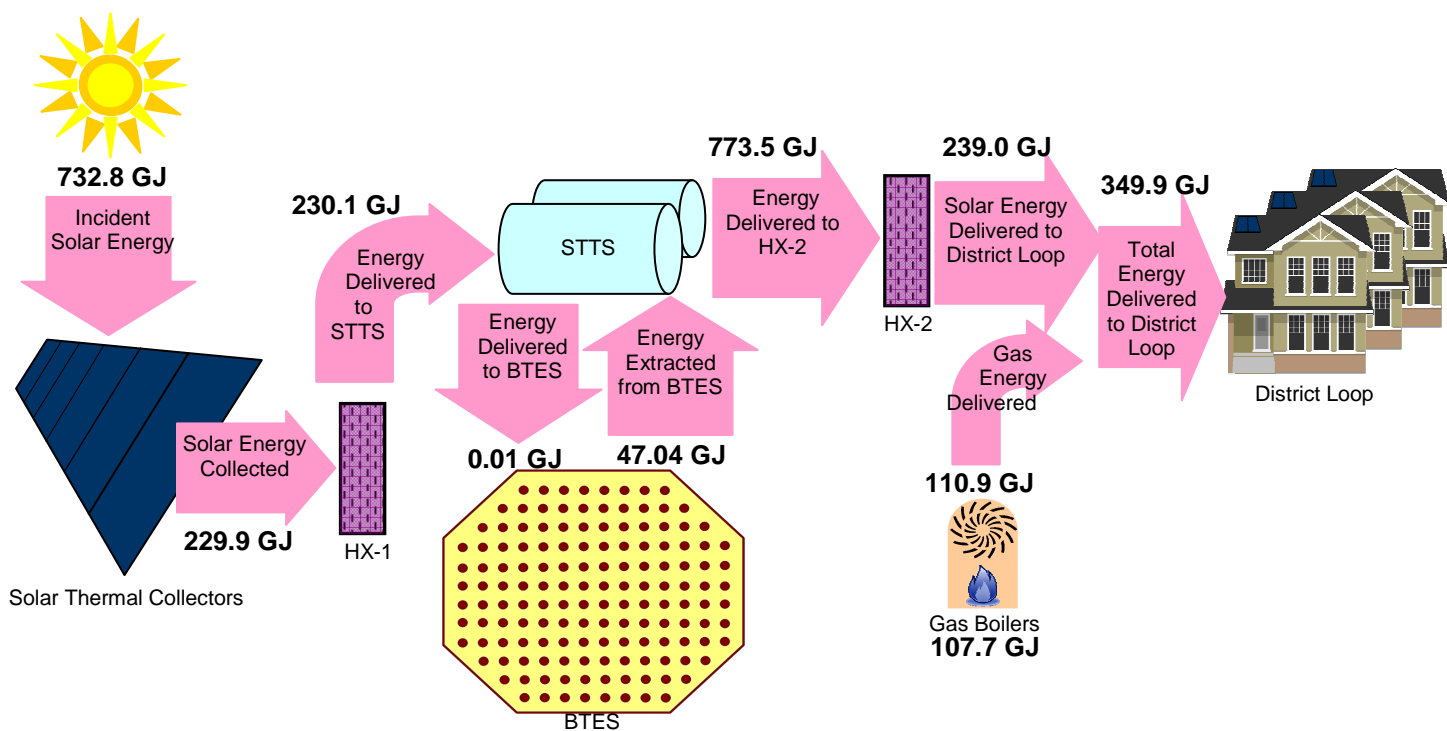 732.8 GJ
Incident
Solar Energy
Solar Thermal Collectors
Solar Energy
Collected
229.9 GJ
HX-1
230.1 GJ
Energy
Delivered
to
STTS
STTS
Energy
Delivered
to BTES
0.01 GJ
Energy
Extracted
from BTES
47.04 GJ
BTES
773.5 GJ
Energy
Delivered to
HX-2
HX-2
239.0 GJ
Solar Energy
Delivered to
District Loop
Gas
Energy
Delivered
110.9 GJ
Gas Boilers
107.7 GJ
349.9 GJ
Total
Energy
Delivered
to District
Loop
District Loop